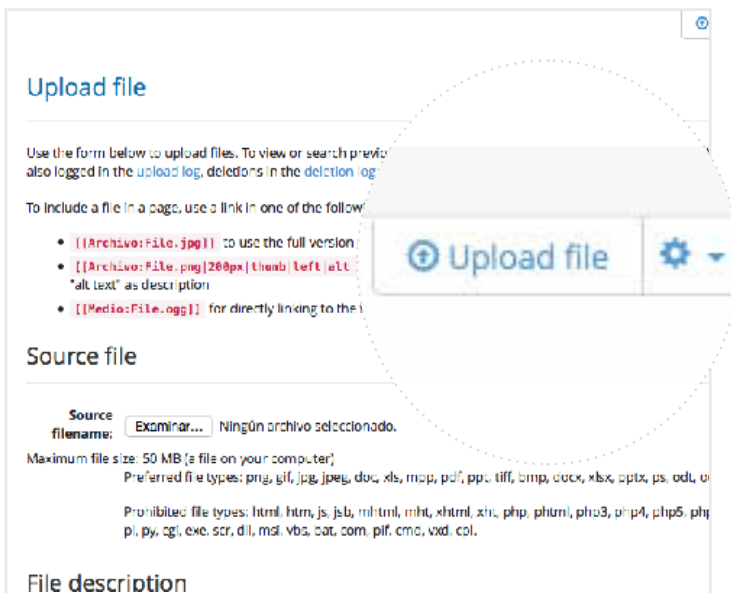 Upload file
Use the form below to upload files. To view or search previo
also logged in the upload log, deletions in the deletion log
To include a file in a page, use a link in one of the follow
[[Archivo:File.jpg]] to use the full version
[[Archivo:File.png|200px|thumb|left|alt
"alt text" as description
[[Medio:File.ogg]] for directly linking to the
Upload file
Source file
Source
filename: Examinar... Ningún archivo seleccionado.
Maximum file size: 50 MB (a file on your computer)
Preferred file types: png, gif, jpg, jpeg, doc, xls, mpp, pdf, ppt, tiff, bmp, docx, xlsx, pptx, ps, odt,
Prohibited file types: html, htm, js, jsb, mhtml, mht, xhtml, xht, php, phtml, php3, php4, php5,
pl, py, cgi, exe, scr, dll, msi, vbs, bat, com, pif, cmd, vxd, cpl.
File description